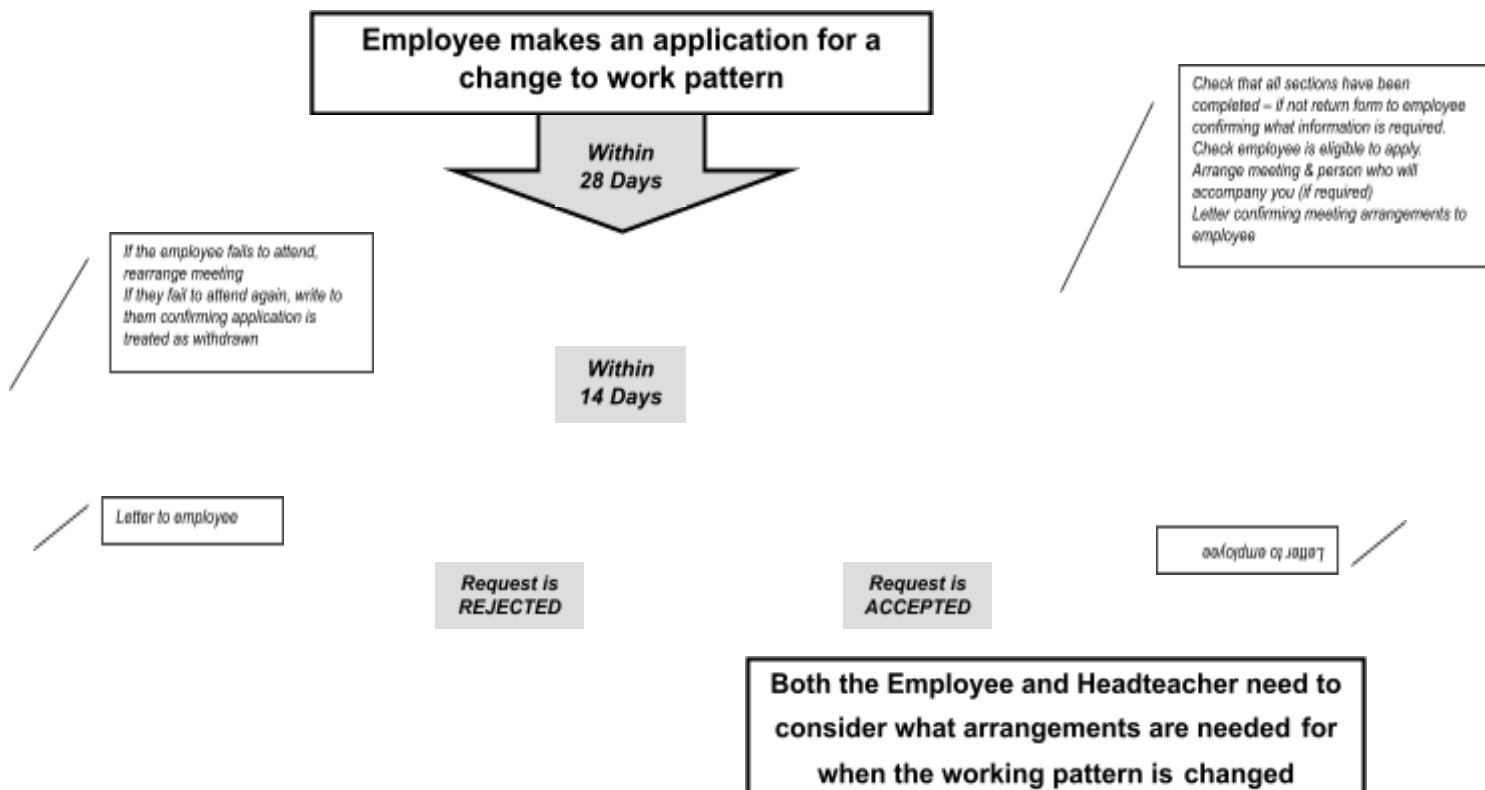 Employee makes an application for a
change to work pattern
Within
28 Days
Check that all sections have been
completed – if not return form to employee
confirming what information is required.
Check employee is eligible to apply.
Arrange meeting & person who will
accompany you (if required)
Letter confirming meeting arrangements to
employee
If the employee fails to attend,
rearrange meeting
If they fail to attend again, write to
them confirming application is
treated as withdrawn
Within
14 Days
Letter to employee
Letter to employee
Request is
REJECTED
Request is
ACCEPTED
Both the Employee and Headteacher need to
consider what arrangements are needed for
when the working pattern is changed